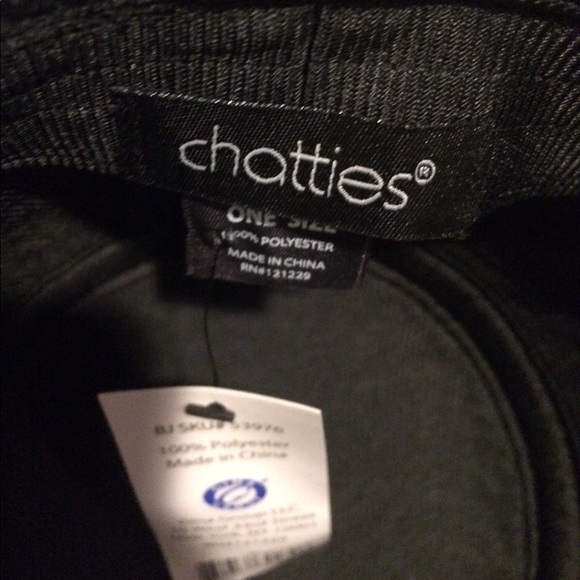 chatties®
ONE SIZE
100% POLYESTER
MADE IN CHINA
RN#121229
BJ SKU# 53976
100% Polyester
Made in China